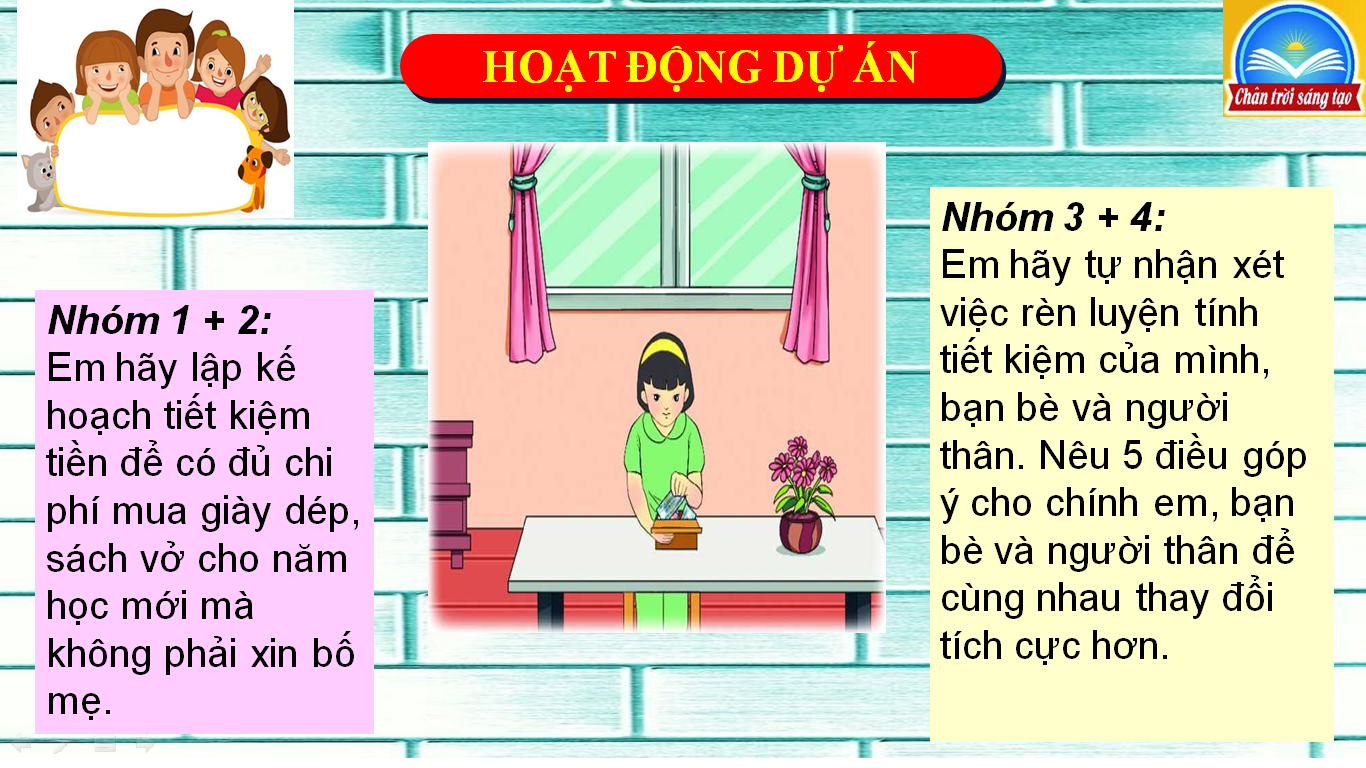 HOẠT ĐỘNG DỰ ÁN
Chân trời sáng tạo
Nhóm 1 + 2:
Em hãy lập kế
hoạch tiết kiệm
tiền để có đủ chi
phí mua giày dép,
sách vở cho năm
học mới mà
không phải xin bố
mẹ.
Nhóm 3 + 4:
Em hãy tự nhận xét
việc rèn luyện tính
tiết kiệm của mình,
bạn bè và người
thân. Nêu 5 điều góp
ý cho chính em, bạn
bè và người thân để
cùng nhau thay đổi
tích cực hơn.